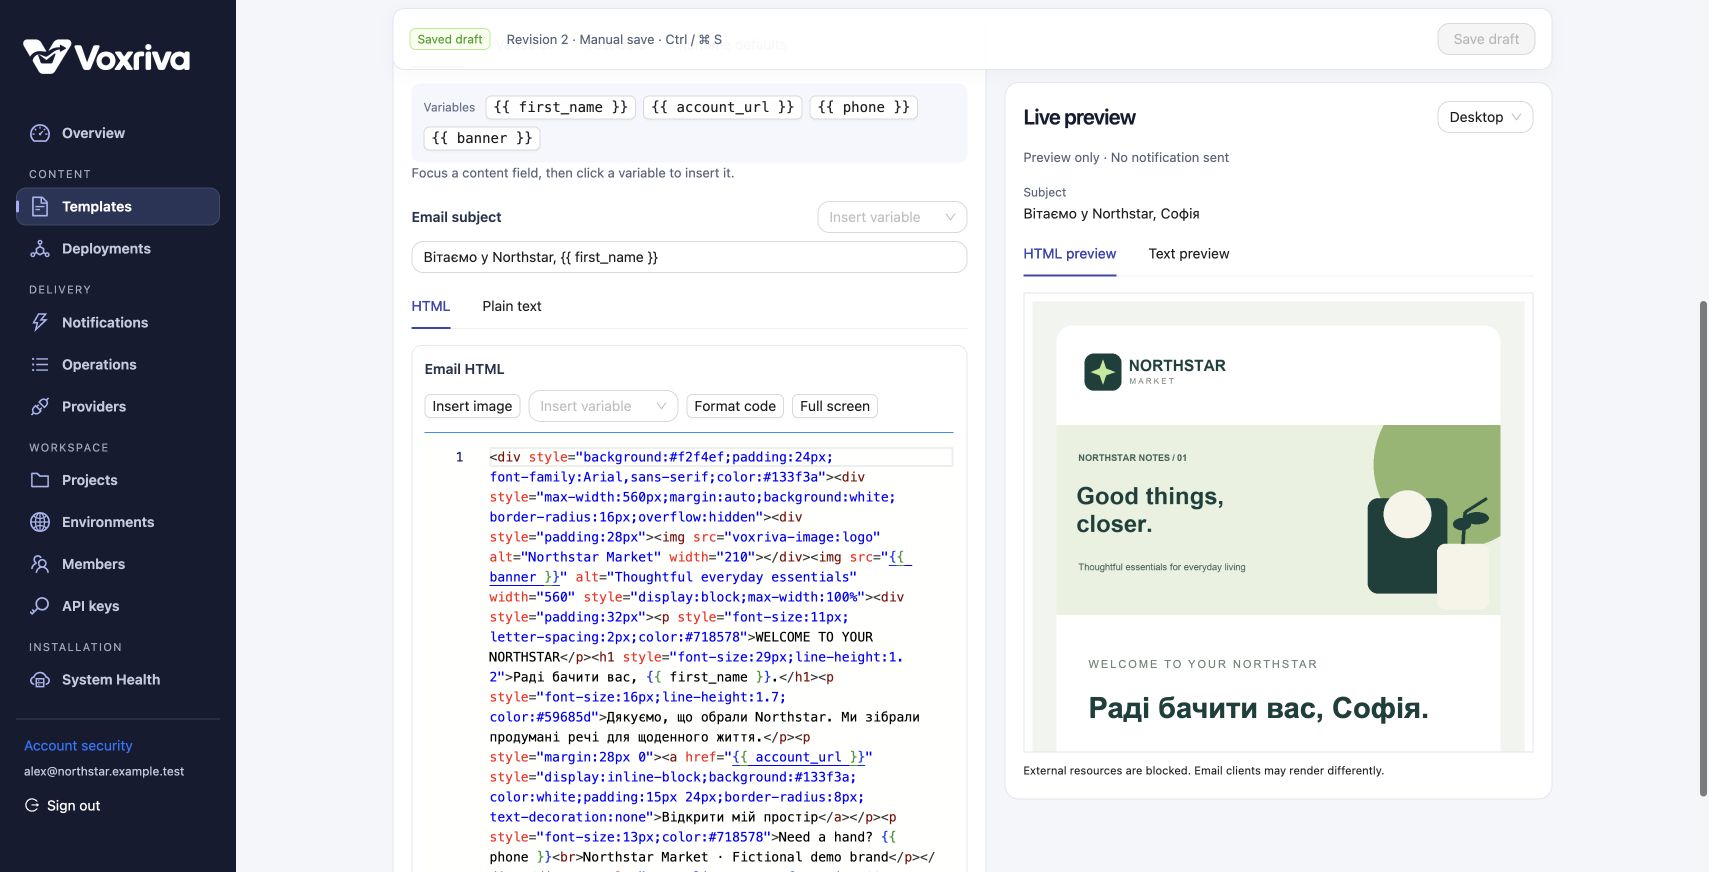 Voxriva
Overview
CONTENT
Templates
Deployments
DELIVERY
Notifications
Operations
Providers
WORKSPACE
Projects
Environments
Members
API keys
INSTALLATION
System Health
Account security
alex@northstar.example.test
Sign out
Saved draft
Revision 2 · Manual save · Ctrl / ⌘ S
Save draft
Variables {{ first_name }} {{ account_url }} {{ phone }}
{{ banner }}
Focus a content field, then click a variable to insert it.
Email subject
Insert variable
Вітаємо у Northstar, {{ first_name }}
HTML
Plain text
Email HTML
Insert image
Insert variable
Format code
Full screen
1
<div style="background:#f2f4ef;padding:24px;
font-family:Arial,sans-serif;color:#133f3a"><div
style="max-width:560px;margin:auto;background:white;
border-radius:16px;overflow:hidden"><div
style="padding:28px"><img src="voxriva-image:logo"
alt="Northstar Market" width="210"></div><img src="{{
banner }}" alt="Thoughtful everyday essentials"
width="560" style="display:block;max-width:100%"><div
style="padding:32px"><p style="font-size:11px;
letter-spacing:2px;color:#718578">WELCOME TO YOUR
NORTHSTAR</p><h1 style="font-size:29px;line-height:1.
2">Раді бачити вас, {{ first_name }}.</h1><p
style="font-size:16px;line-height:1.7;
color:#59685d">Дякуємо, що обрали Northstar. Ми зібрали
продумані речі для щоденного життя.</p><p
style="margin:28px 0"><a href="{{ account_url }}"
style="display:inline-block;background:#133f3a;
color:white;padding:15px 24px;border-radius:8px;
text-decoration:none">Відкрити мій простір</a></p><p
style="font-size:13px;color:#718578">Need a hand? {{
phone }}<br>Northstar Market · Fictional demo brand</p></
Live preview
Desktop
Preview only · No notification sent
Subject
Вітаємо у Northstar, Софія
HTML preview
Text preview
NORTHSTAR
MARKET
NORTHSTAR NOTES / 01
Good things,
closer.
Thoughtful essentials for everyday living
WELCOME TO YOUR NORTHSTAR
Раді бачити вас, Софія.
External resources are blocked. Email clients may render differently.